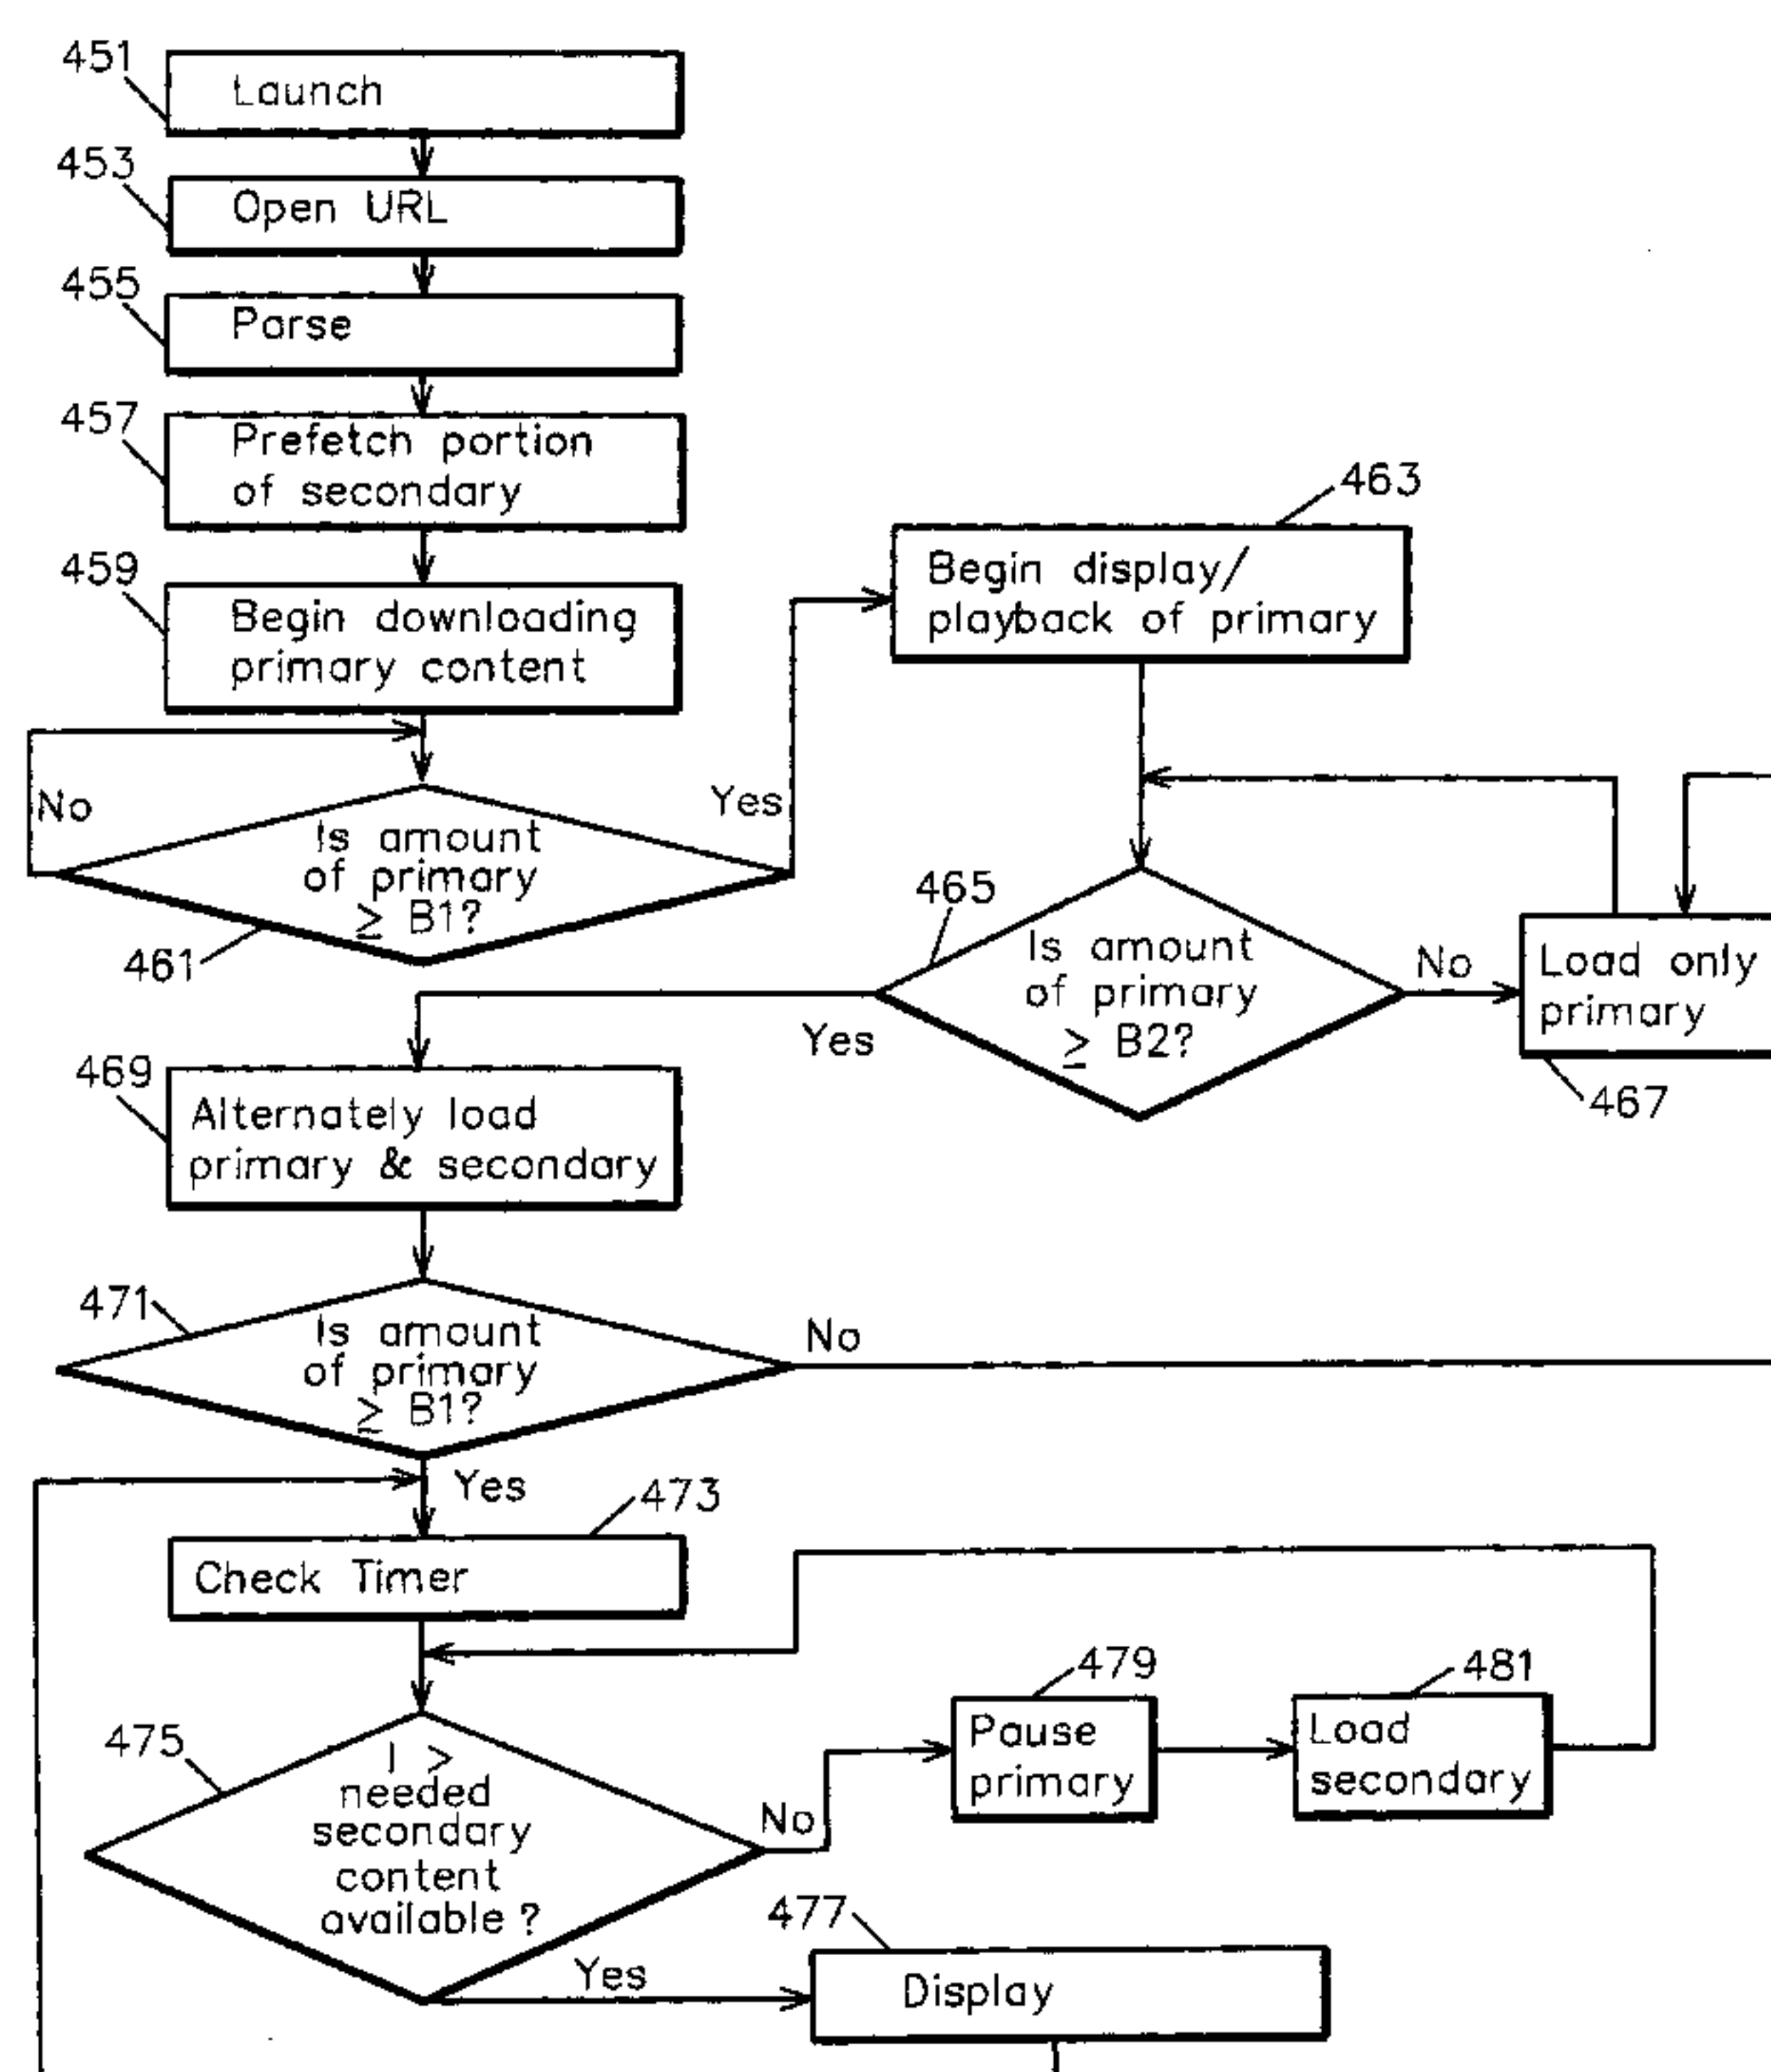 451
Launch
453
Open URL
455
Parse
457
Prefetch portion
of secondary
459
Begin downloading
primary content
No
Yes
Is amount
of primary
≥ B1?
461
463
Begin display/
playback of primary
465
Is amount
of primary
≥ B2?
No
Yes
Load only
primary
467
469
Alternately load
primary & secondary
471
Is amount
of primary
≥ B1?
No
Yes
473
Check Timer
475
I >
needed
secondary
content
available ?
No
Yes
479
Pause
primary
481
Load
secondary
477
Display